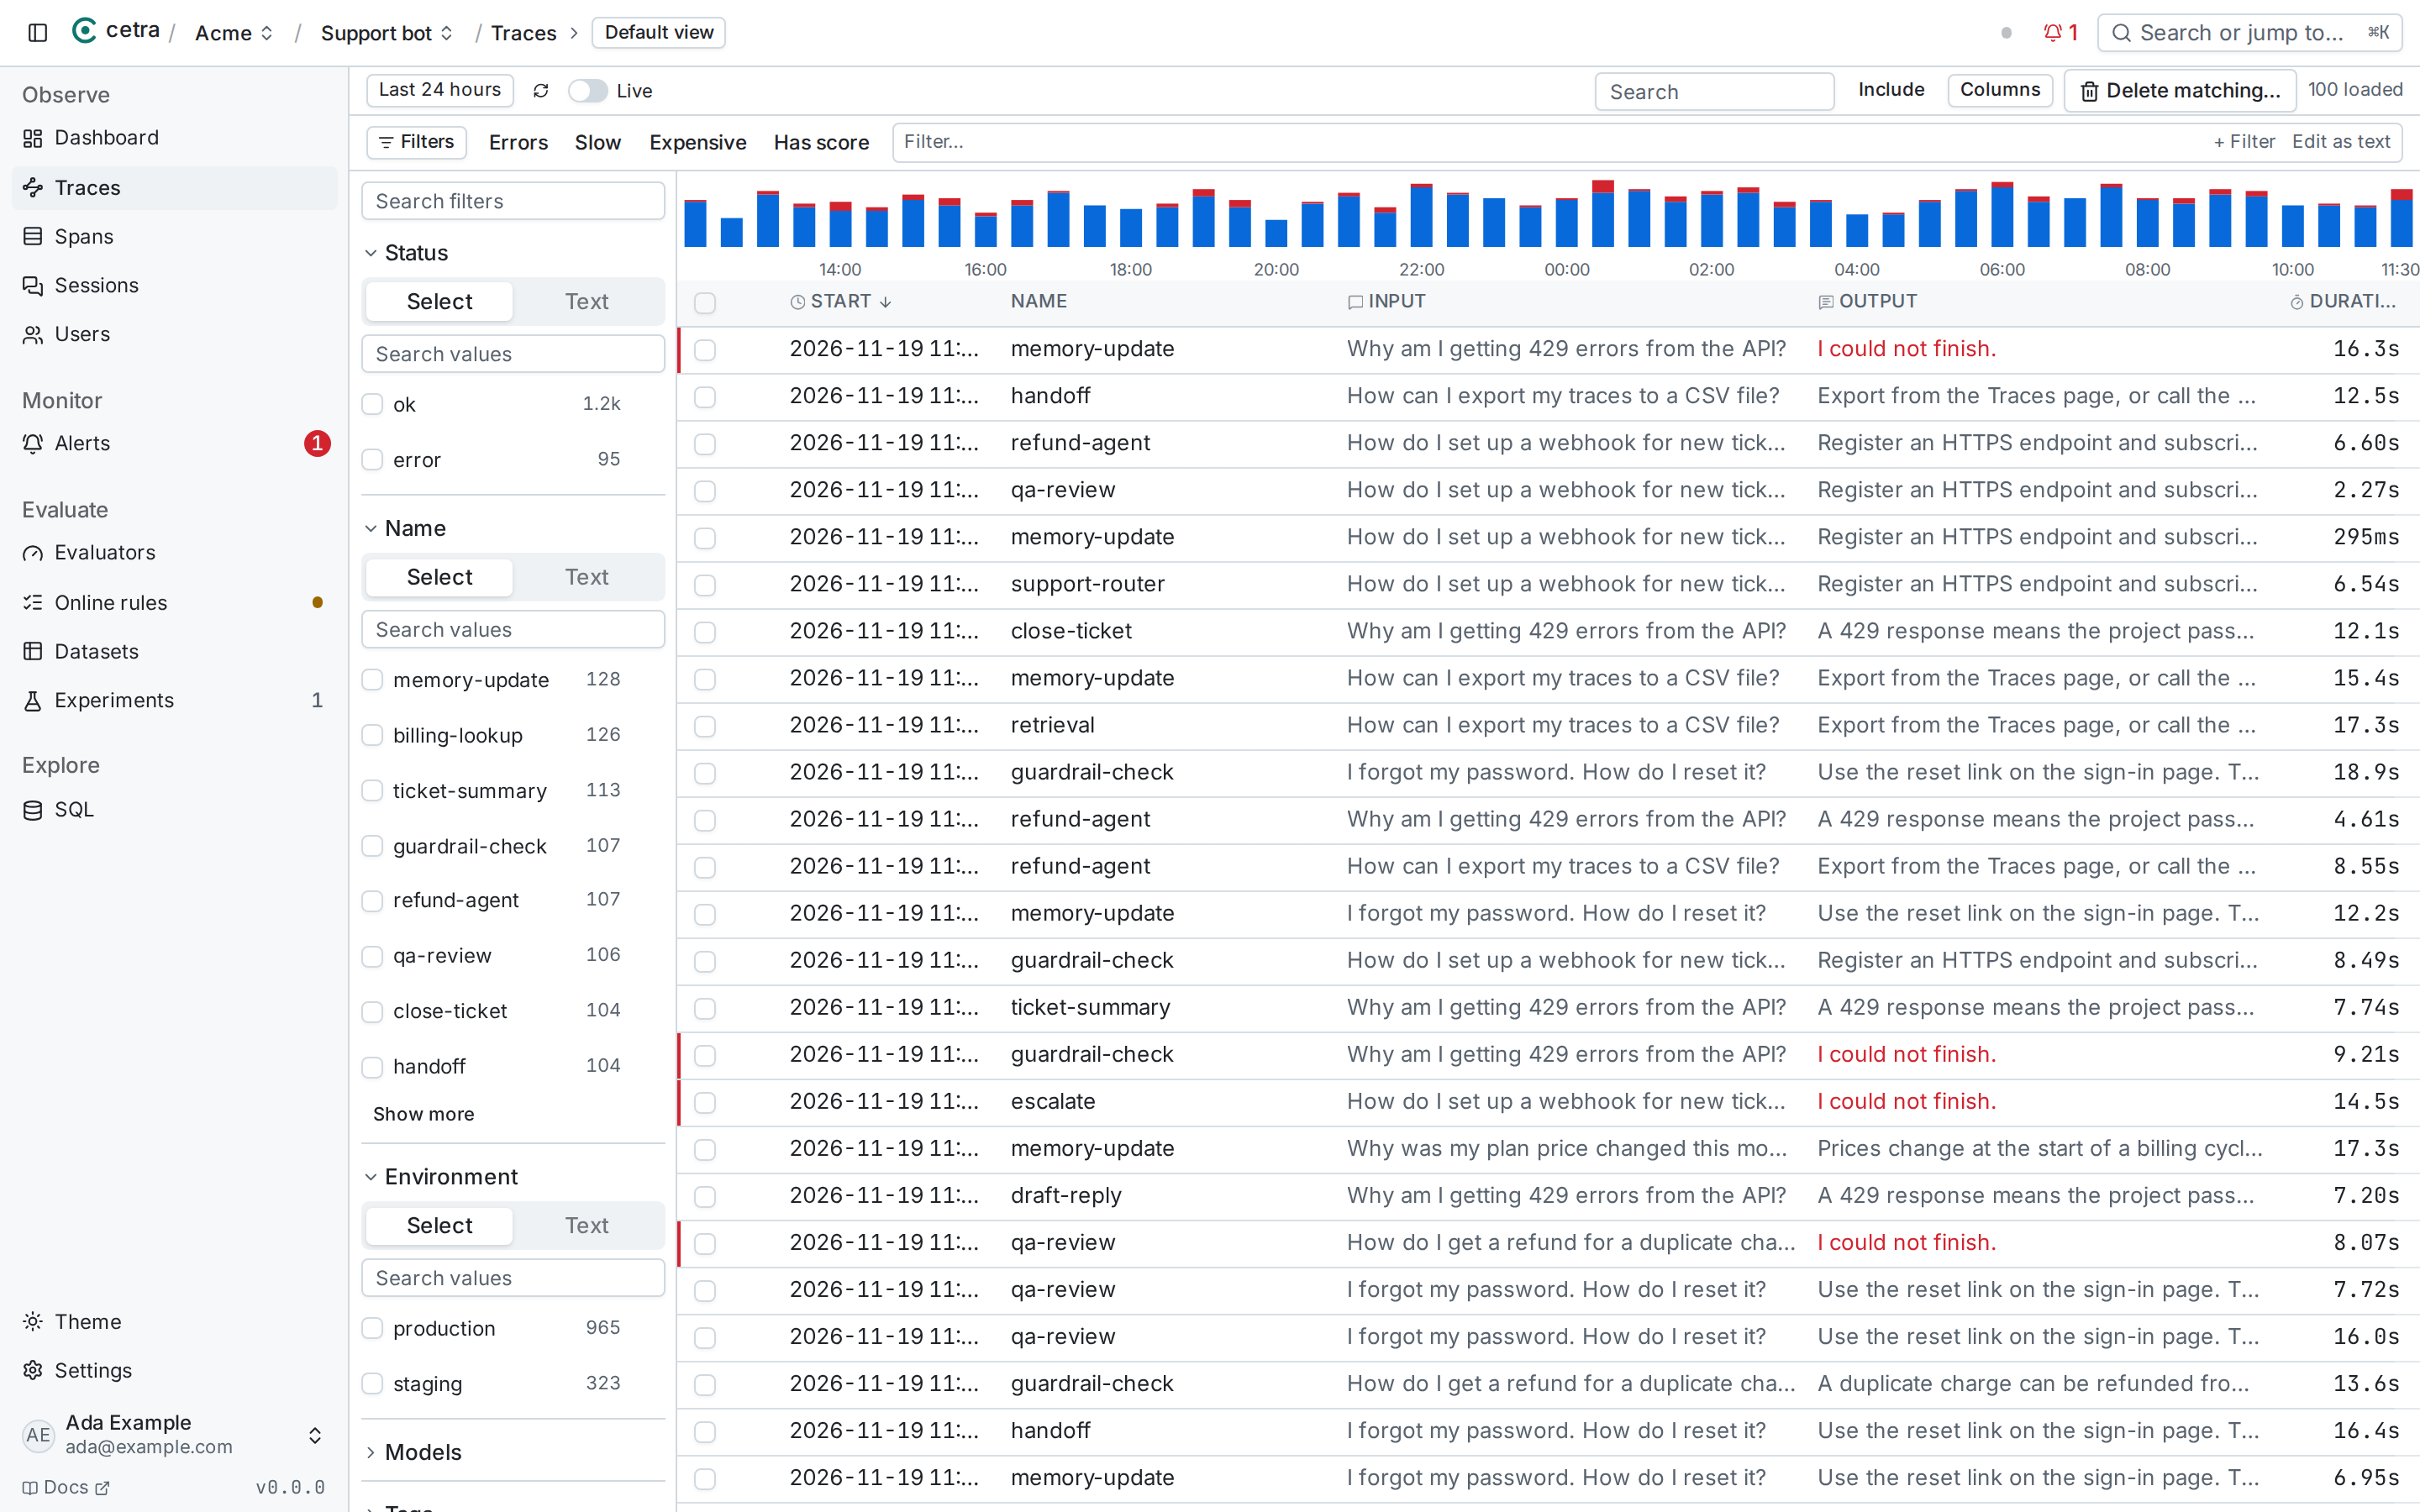 cetra / Acme / Support bot / Traces > Default view 1 Search or jump to... ⌘K
Observe
Dashboard
Traces
Spans
Sessions
Users
Monitor
Alerts 1
Evaluate
Evaluators
Online rules
Datasets
Experiments 1
Explore
SQL
Theme
Settings
AE Ada Example
ada@example.com
Docs v0.0.0
Last 24 hours Live Search Include Columns Delete matching... 100 loaded
Filters Errors Slow Expensive Has score Filter... + Filter Edit as text
Search filters
Status
Select Text
Search values
ok 1.2k
error 95
Name
Select Text
Search values
memory-update 128
billing-lookup 126
ticket-summary 113
guardrail-check 107
refund-agent 107
qa-review 106
close-ticket 104
handoff 104
Show more
Environment
Select Text
Search values
production 965
staging 323
Models
14:00 16:00 18:00 20:00 22:00 00:00 02:00 04:00 06:00 08:00 10:00 11:30
START ↓ NAME INPUT OUTPUT DURATI...
2026-11-19 11:... memory-update Why am I getting 429 errors from the API? I could not finish. 16.3s
2026-11-19 11:... handoff How can I export my traces to a CSV file? Export from the Traces page, or call the ... 12.5s
2026-11-19 11:... refund-agent How do I set up a webhook for new tick... Register an HTTPS endpoint and subscri... 6.60s
2026-11-19 11:... qa-review How do I set up a webhook for new tick... Register an HTTPS endpoint and subscri... 2.27s
2026-11-19 11:... memory-update How do I set up a webhook for new tick... Register an HTTPS endpoint and subscri... 295ms
2026-11-19 11:... support-router How do I set up a webhook for new tick... Register an HTTPS endpoint and subscri... 6.54s
2026-11-19 11:... close-ticket Why am I getting 429 errors from the API? A 429 response means the project pass... 12.1s
2026-11-19 11:... memory-update How can I export my traces to a CSV file? Export from the Traces page, or call the ... 15.4s
2026-11-19 11:... retrieval How can I export my traces to a CSV file? Export from the Traces page, or call the ... 17.3s
2026-11-19 11:... guardrail-check I forgot my password. How do I reset it? Use the reset link on the sign-in page. T... 18.9s
2026-11-19 11:... refund-agent Why am I getting 429 errors from the API? A 429 response means the project pass... 4.61s
2026-11-19 11:... refund-agent How can I export my traces to a CSV file? Export from the Traces page, or call the ... 8.55s
2026-11-19 11:... memory-update I forgot my password. How do I reset it? Use the reset link on the sign-in page. T... 12.2s
2026-11-19 11:... guardrail-check How do I set up a webhook for new tick... Register an HTTPS endpoint and subscri... 8.49s
2026-11-19 11:... ticket-summary Why am I getting 429 errors from the API? A 429 response means the project pass... 7.74s
2026-11-19 11:... guardrail-check Why am I getting 429 errors from the API? I could not finish. 9.21s
2026-11-19 11:... escalate How do I set up a webhook for new tick... I could not finish. 14.5s
2026-11-19 11:... memory-update Why was my plan price changed this mo... Prices change at the start of a billing cycl... 17.3s
2026-11-19 11:... draft-reply Why am I getting 429 errors from the API? A 429 response means the project pass... 7.20s
2026-11-19 11:... qa-review How do I get a refund for a duplicate cha... I could not finish. 8.07s
2026-11-19 11:... qa-review I forgot my password. How do I reset it? Use the reset link on the sign-in page. T... 7.72s
2026-11-19 11:... qa-review I forgot my password. How do I reset it? Use the reset link on the sign-in page. T... 16.0s
2026-11-19 11:... guardrail-check How do I get a refund for a duplicate cha... A duplicate charge can be refunded fro... 13.6s
2026-11-19 11:... handoff I forgot my password. How do I reset it? Use the reset link on the sign-in page. T... 16.4s
2026-11-19 11:... memory-update I forgot my password. How do I reset it? Use the reset link on the sign-in page. T... 6.95s